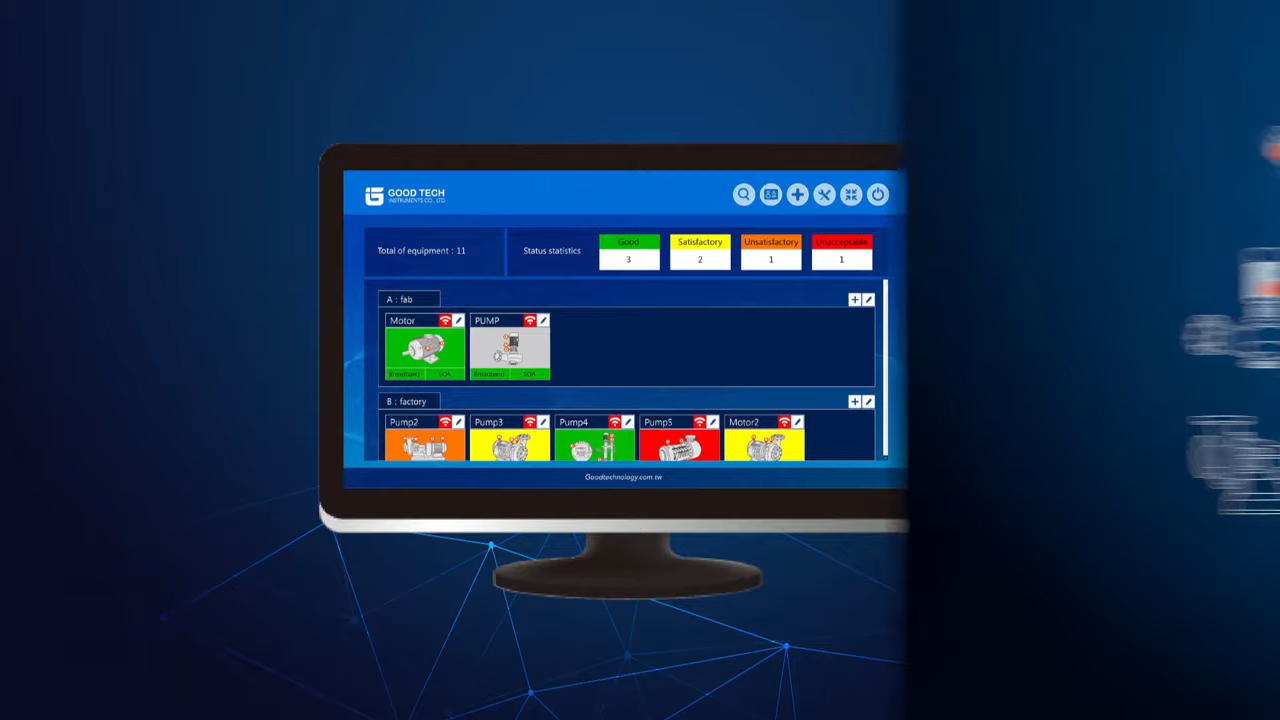 GOOD TECH
INSTRUMENTS CO., LTD.
Total of equipment : 11
Status statistics
Good
Satisfactory
Unsatisfactory
Unacceptable
3
2
1
1
A : fab
Motor
PUMP
Broadband
SOA
Broadband
SOA
B : factory
Pump2
Pump3
Pump4
Pump5
Motor2
Goodtechnology.com.tw